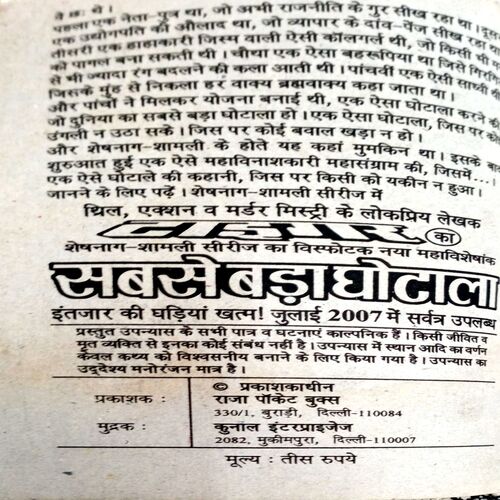 वे छः थे।
पहला एक नेता-पुत्र था, जो अभी राजनीति के गुर सीख रहा था। दूसरा
एक उद्योगपति की औलाद था, जो व्यापार के दांव-पेंज सीख रहा
तीसरी एक हाहाकारी जिस्म वाली ऐसी कॉलगर्ल थी, जो किसी भी
को पागल बना सकती थी। चौथा एक ऐसा बहरूपिया था जिसे गिरगि
से भी ज्यादा रंग बदलने की कला आती थी। पांचवीं एक ऐसी साध्वी थी
जिसके मुंह से निकला हर वाक्य ब्रह्मवाक्य कहा जाता था।
और पांचों ने मिलकर योजना बनाई थी, एक ऐसा घोटाला करने की
जो दुनिया का सबसे बड़ा घोटाला हो। एक ऐसा घोटाला, जिस पर कोई
उंगली न उठा सके। जिस पर कोई बवाल खड़ा न हो।
और शेषनाग-शामली के होते यह कहां मुमकिन था। इसके बाद
शुरुआत हुई एक ऐसे महाविनाशकारी महासंग्राम की, जिसमें...।
एक ऐसे घोटाले की कहानी, जिस पर किसी को यकीन न हुआ।
जानने के लिए पढ़ें। शेषनाग-शामली सीरीज में
थ्रिल, एक्शन व मर्डर मिस्ट्री के लोकप्रिय लेखक
टाइगर का
शेषनाग-शामली सीरीज का विस्फोटक नया महाविशेषांक
सबसे बड़ा घोटाला
इंतजार की घड़ियां खत्म! जुलाई 2007 में सर्वत्र उपलब्ध
प्रस्तुत उपन्यास के सभी पात्र व घटनाएं काल्पनिक हैं। किसी जीवित व
मृत व्यक्ति से इनका कोई संबंध नहीं है। उपन्यास में स्थान आदि का वर्णन
केवल कथ्य को विश्वसनीय बनाने के लिए किया गया है। उपन्यास का
उद्देश्य मनोरंजन मात्र है।
© प्रकाशकाधीन
प्रकाशक : राजा पॉकेट बुक्स
330/1, बुराड़ी, दिल्ली-110084
मुद्रक : कुनाल इंटरप्राइजेज
2082, मुकीमपुरा, दिल्ली-110007
मूल्य : तीस रुपये